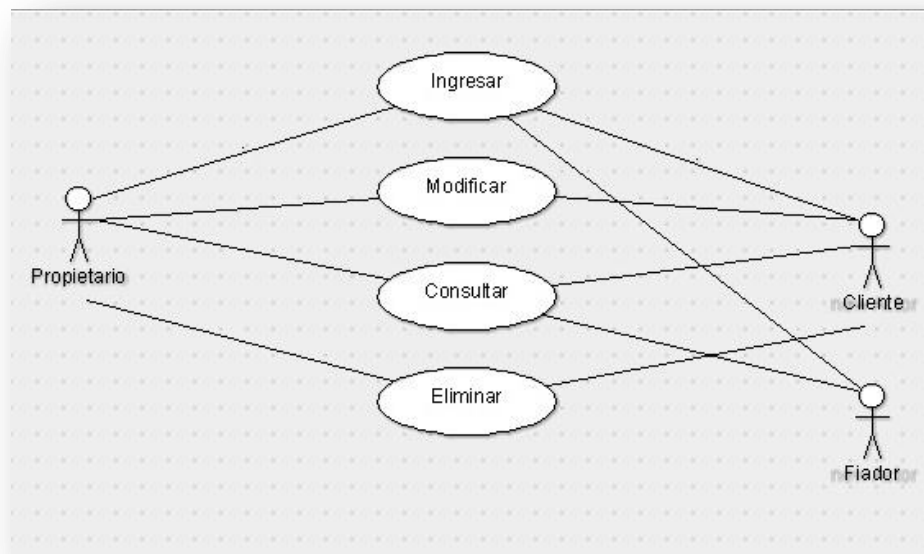 Ingresar
Modificar
Propietario
Consultar
Cliente
Eliminar
Fiador